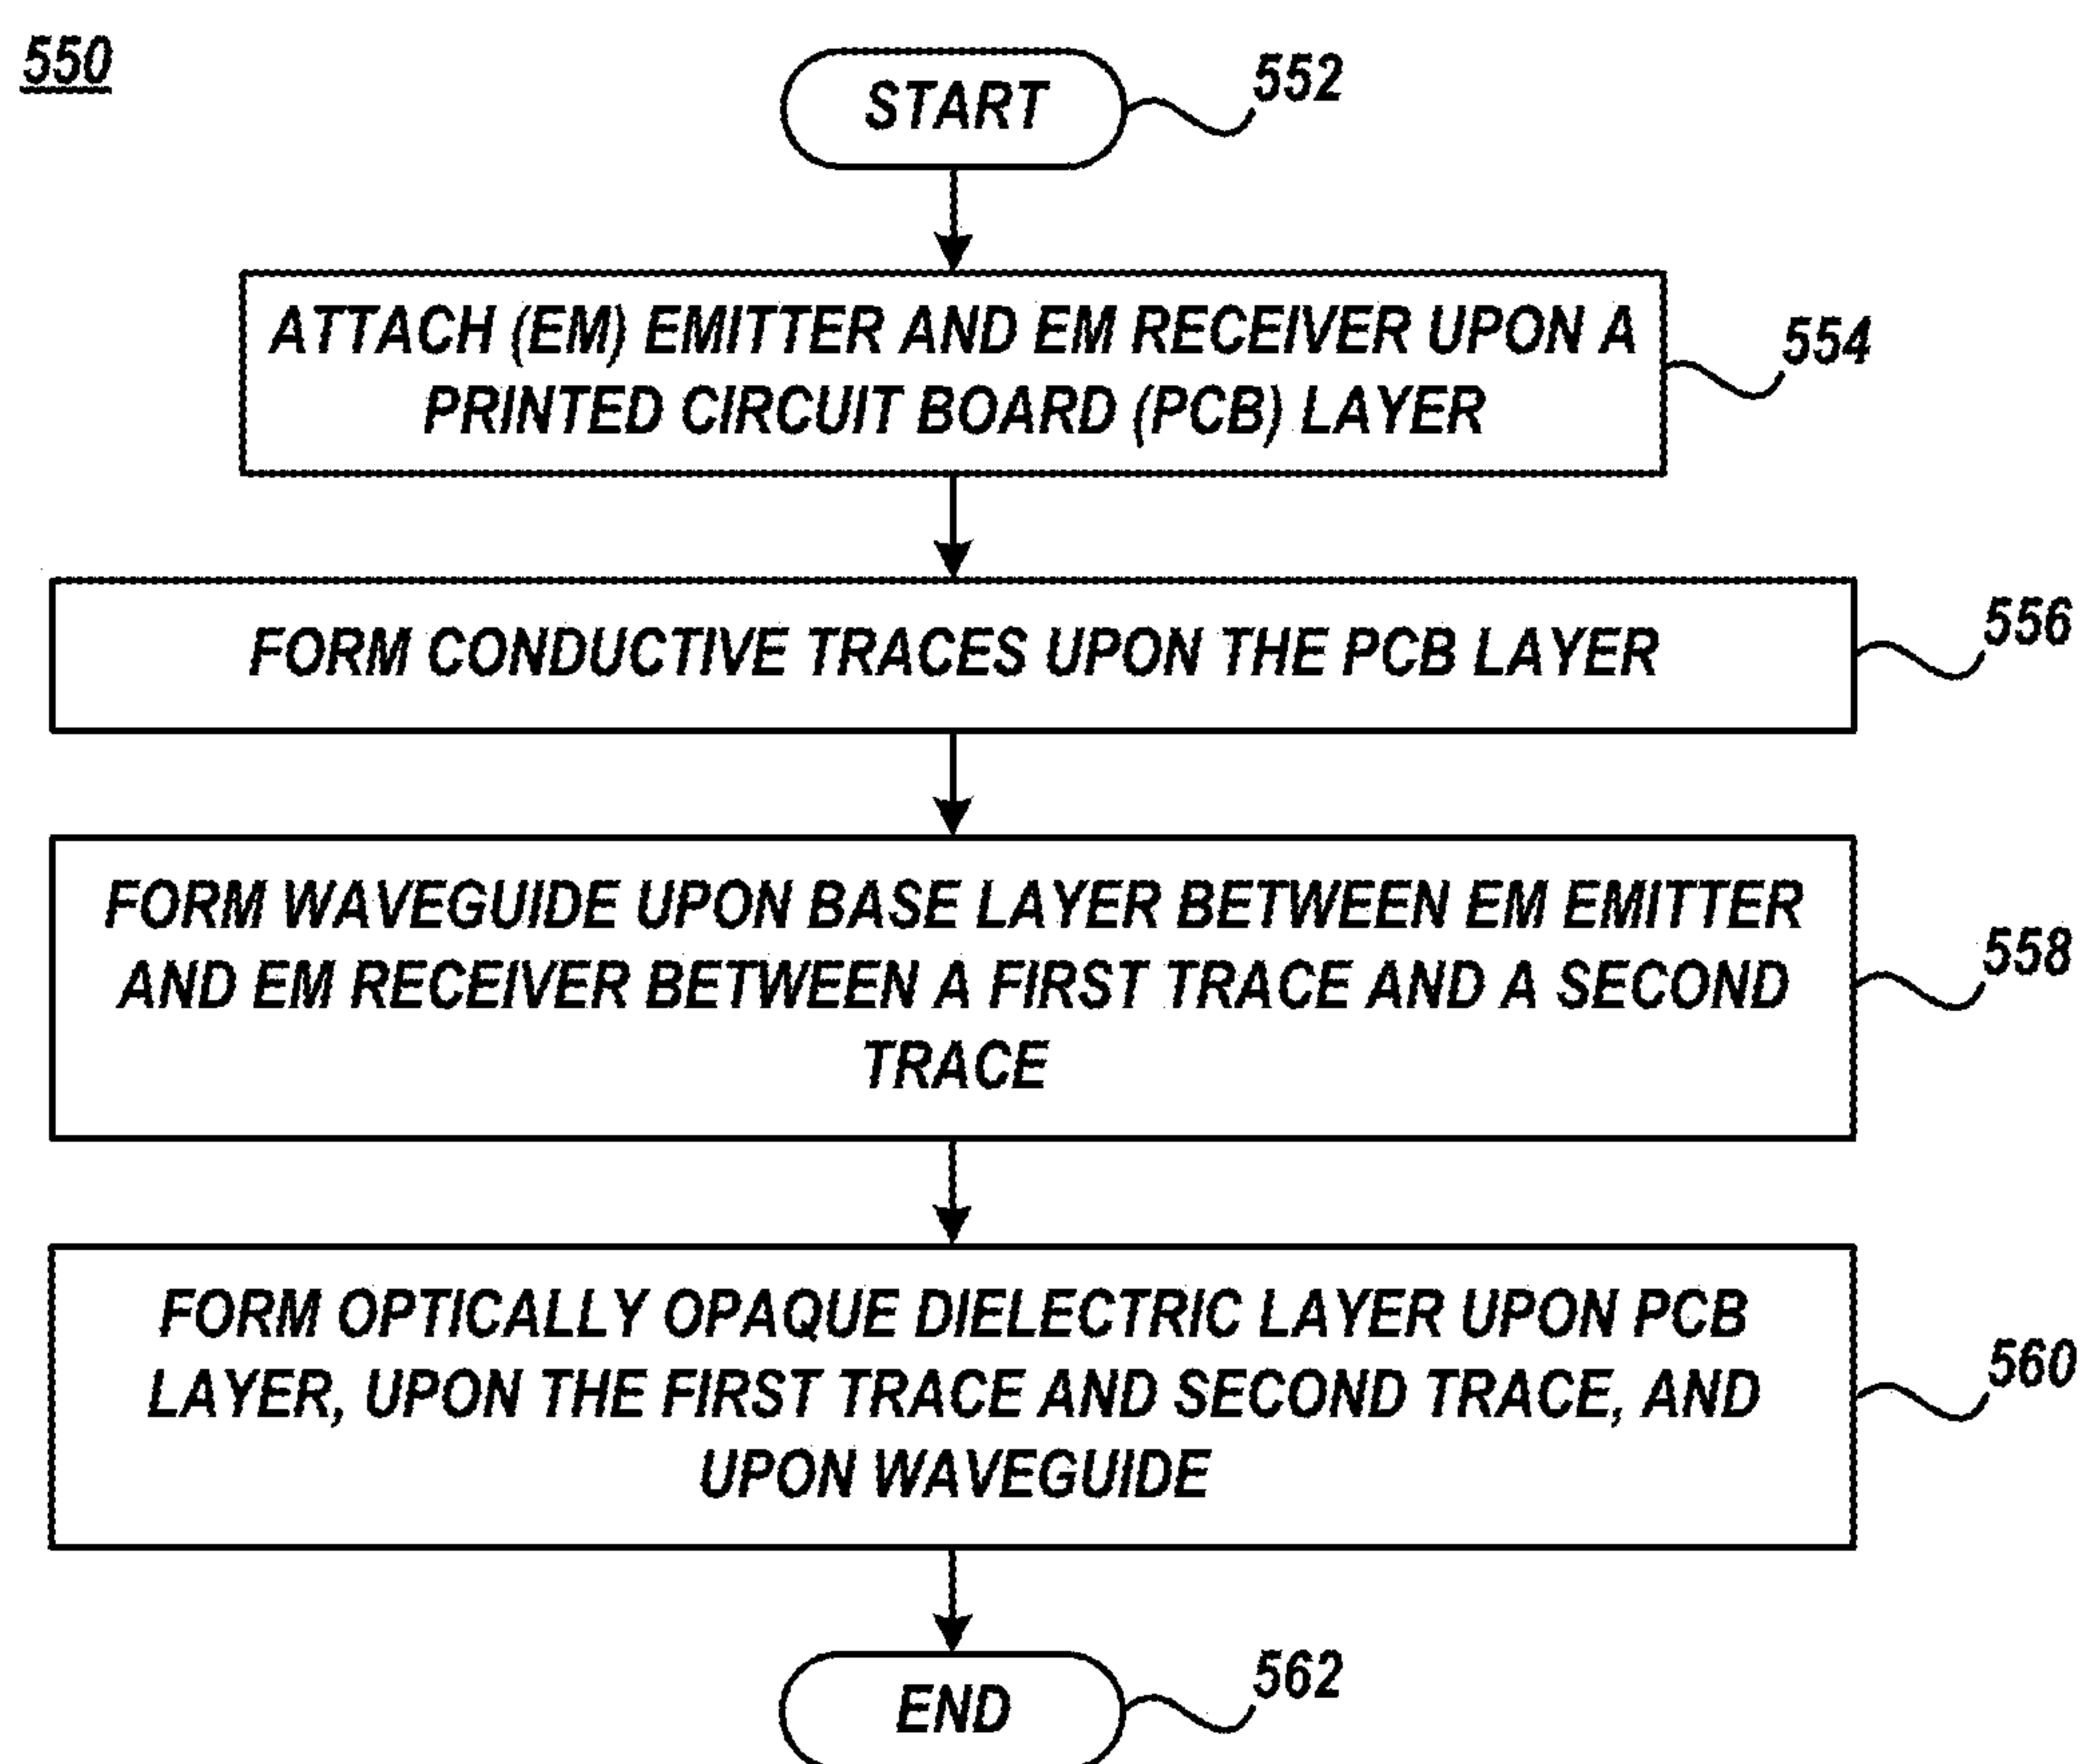 550
START
552
ATTACH (EM) EMITTER AND EM RECEIVER UPON A
PRINTED CIRCUIT BOARD (PCB) LAYER
554
FORM CONDUCTIVE TRACES UPON THE PCB LAYER
556
FORM WAVEGUIDE UPON BASE LAYER BETWEEN EM EMITTER
AND EM RECEIVER BETWEEN A FIRST TRACE AND A SECOND
TRACE
558
FORM OPTICALLY OPAQUE DIELECTRIC LAYER UPON PCB
LAYER, UPON THE FIRST TRACE AND SECOND TRACE, AND
UPON WAVEGUIDE
560
END
562